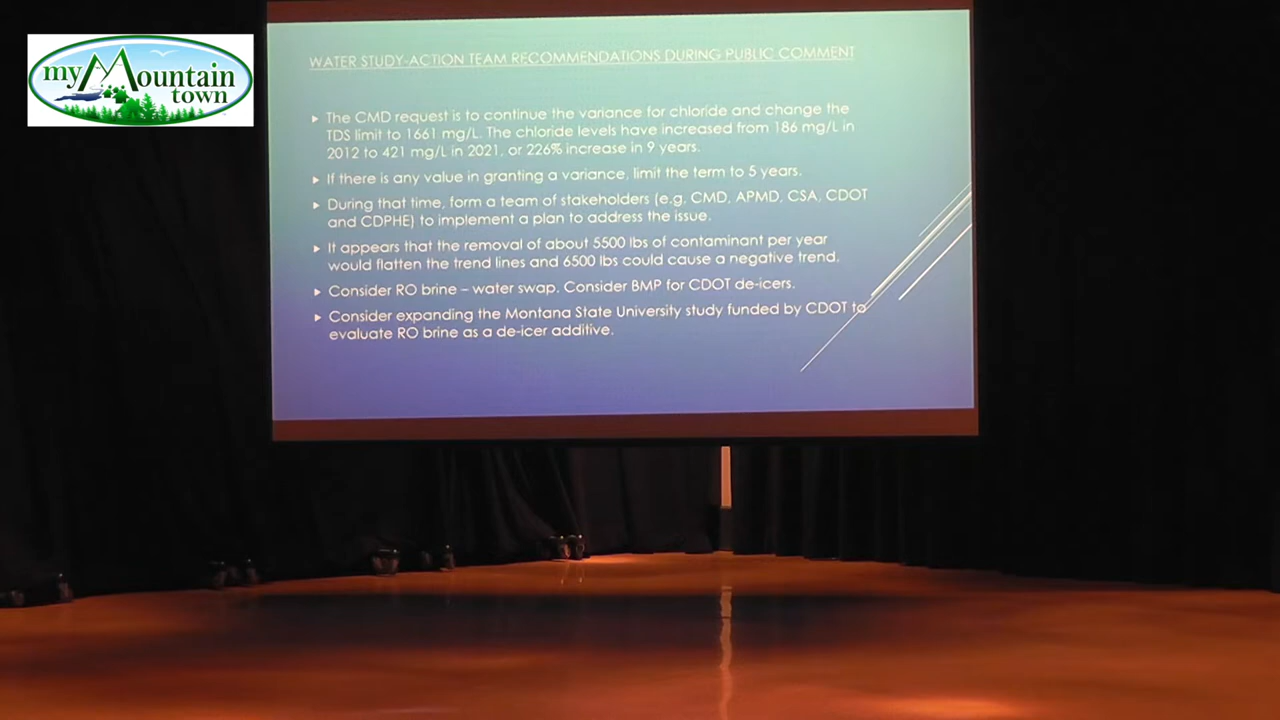 my Mountain
town
WATER STUDY-ACTION TEAM RECOMMENDATIONS DURING PUBLIC COMMENT
The CMD request is to continue the variance for chloride and change the
TDS limit to 1661 mg/L. The chloride levels have increased from 186 mg/L in
2012 to 421 mg/L in 2021, or 226% increase in 9 years.
If there is any value in granting a variance, limit the term to 5 years.
During that time, form a team of stakeholders (e.g. CMD, APMD, CSA, CDOT
and CDPHE) to implement a plan to address the issue.
It appears that the removal of about 5500 lbs of contaminant per year
would flatten the trend lines and 6500 lbs could cause a negative trend.
Consider RO brine – water swap. Consider BMP for CDOT de-icers.
Consider expanding the Montana State University study funded by CDOT to
evaluate RO brine as a de-icer additive.